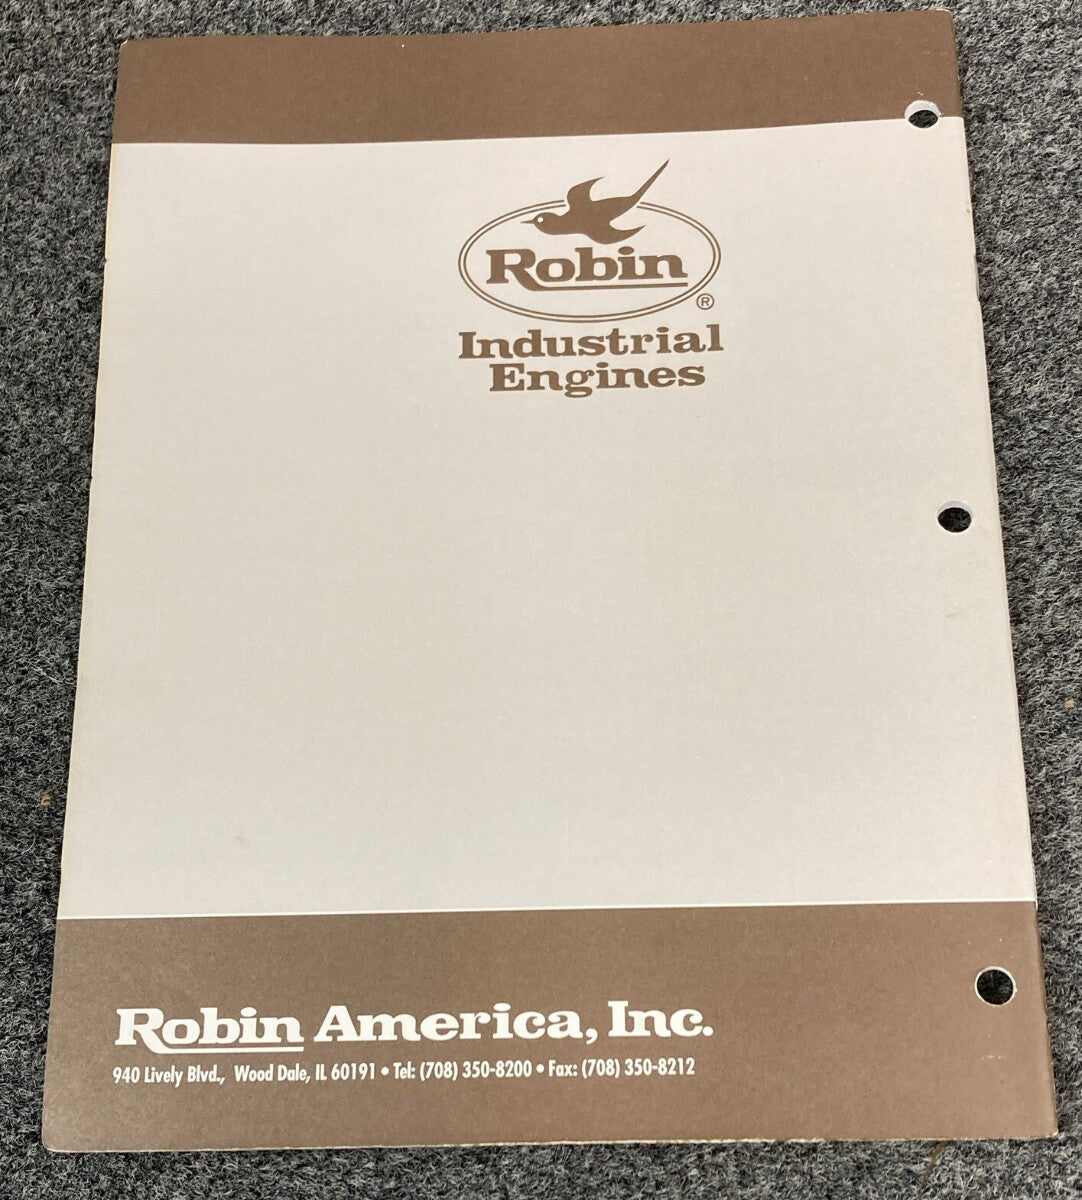 Robin
®
Industrial
Engines
Robin America, Inc.
940 Lively Blvd., Wood Dale, IL 60191 • Tel: (708) 350-8200 • Fax: (708) 350-8212